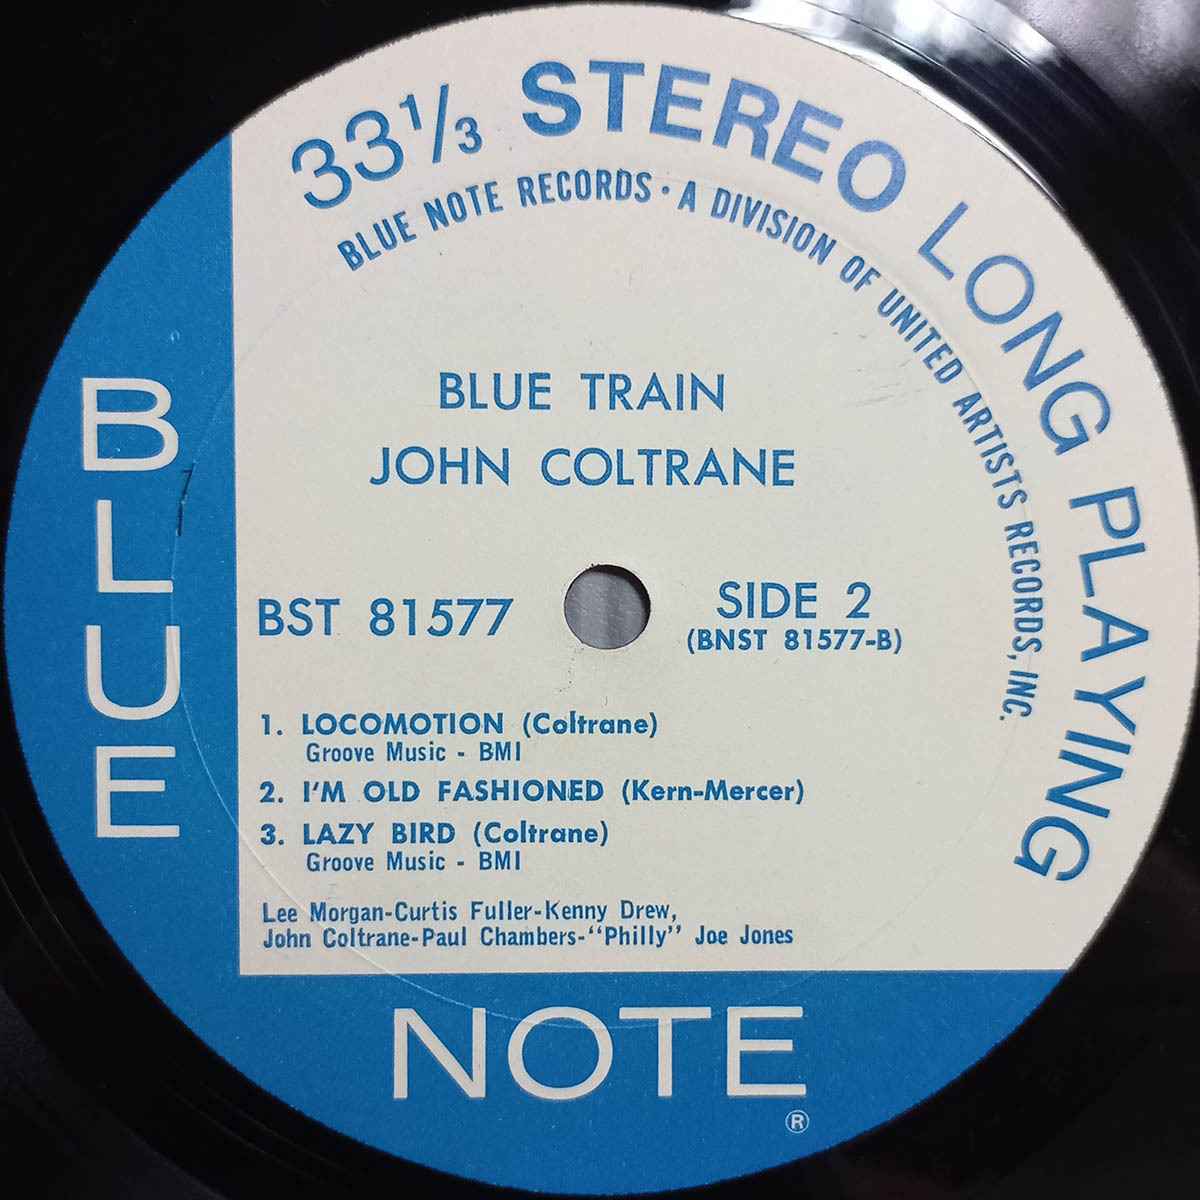 33 1/3 STEREO LONG PLAYING
BLUE NOTE RECORDS · A DIVISION OF UNITED ARTISTS RECORDS, INC.
BLUE TRAIN
JOHN COLTRANE
BST 81577
SIDE 2
(BNST 81577-B)
1. LOCOMOTION (Coltrane)
Groove Music - BMI
2. I'M OLD FASHIONED (Kern-Mercer)
3. LAZY BIRD (Coltrane)
Groove Music - BMI
Lee Morgan-Curtis Fuller-Kenny Drew,
John Coltrane-Paul Chambers-"Philly" Joe Jones
BLUE
NOTE
®